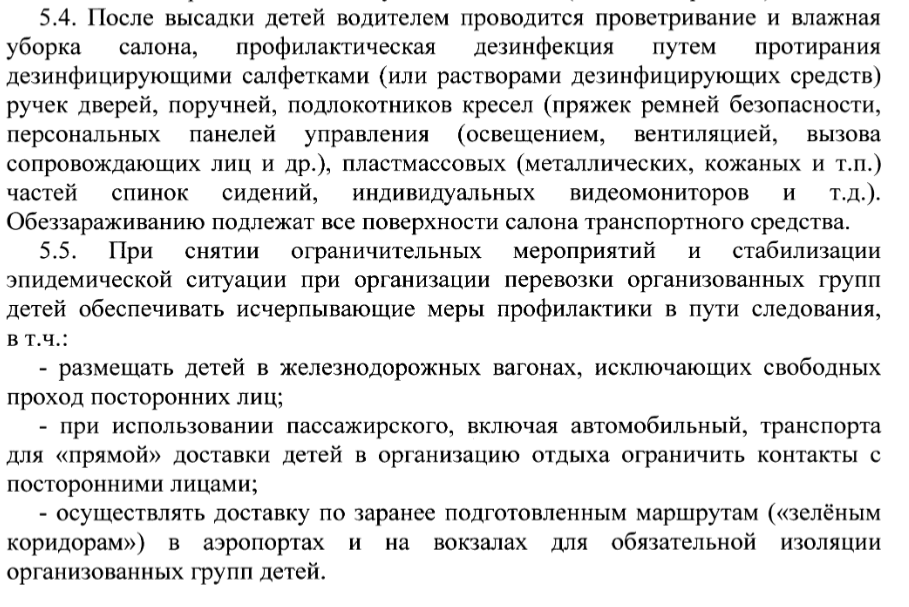 5.4. После высадки детей водителем проводится проветривание и влажная
уборка салона, профилактическая дезинфекция путем протирания
дезинфицирующими салфетками (или растворами дезинфицирующих средств)
ручек дверей, поручней, подлокотников кресел (пряжек ремней безопасности,
персональных панелей управления (освещением, вентиляцией, вызова
сопровождающих лиц и др.), пластмассовых (металлических, кожаных и т.п.)
частей спинок сидений, индивидуальных видеомониторов и т.д.).
Обеззараживанию подлежат все поверхности салона транспортного средства.
5.5. При снятии ограничительных мероприятий и стабилизации
эпидемической ситуации при организации перевозки организованных групп
детей обеспечивать исчерпывающие меры профилактики в пути следования,
в т.ч.:
- размещать детей в железнодорожных вагонах, исключающих свободных
проход посторонних лиц;
- при использовании пассажирского, включая автомобильный, транспорта
для «прямой» доставки детей в организацию отдыха ограничить контакты с
посторонними лицами;
- осуществлять доставку по заранее подготовленным маршрутам («зелёным
коридорам») в аэропортах и на вокзалах для обязательной изоляции
организованных групп детей.